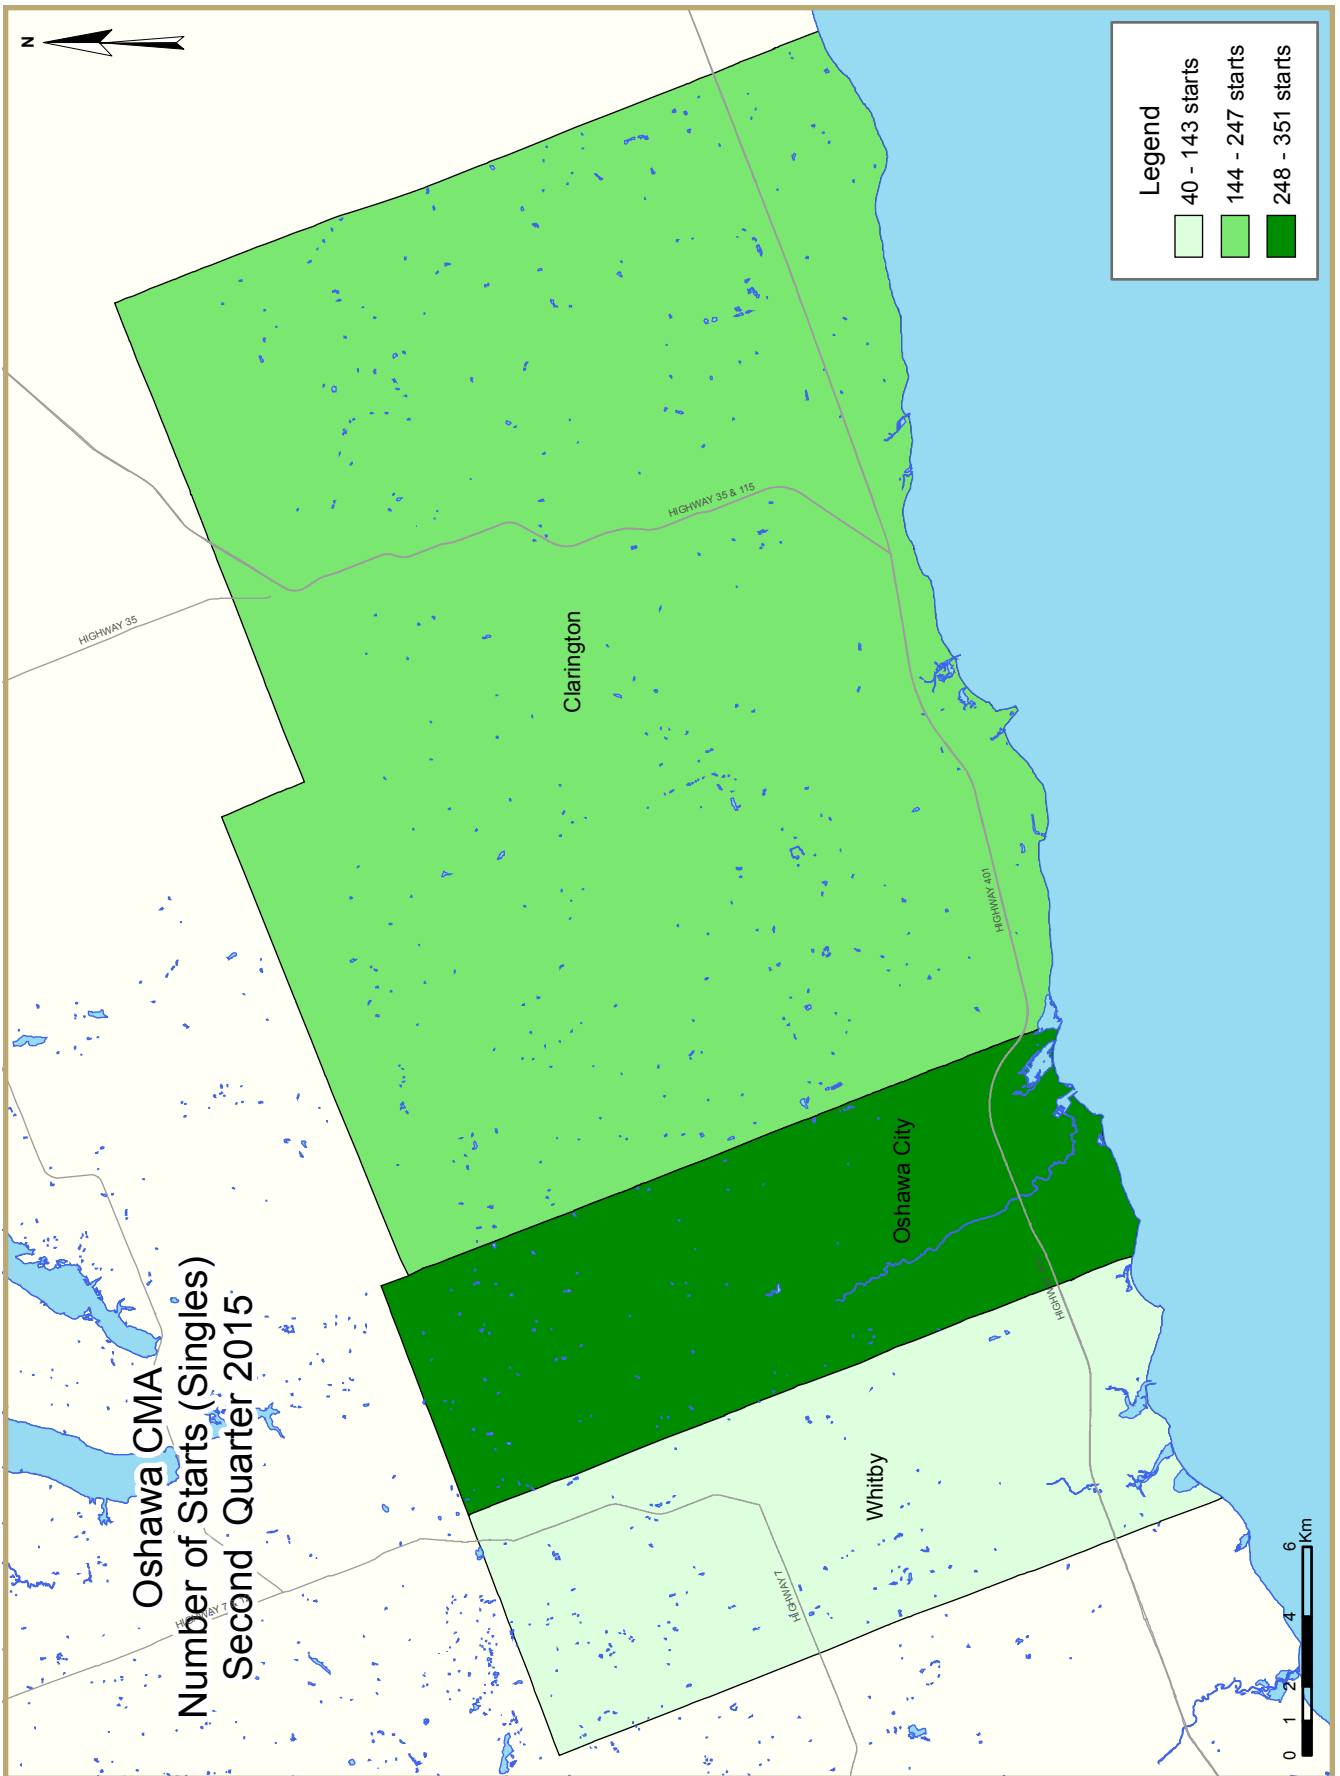 Oshawa CMA
Number of Starts (Singles)
Second Quarter 2015
N
HIGHWAY 35
HIGHWAY 35 & 115
Clarington
HIGHWAY 401
Oshawa City
Whitby
HIGHWAY 7
HIGHWAY 7
Legend
40 - 143 starts
144 - 247 starts
248 - 351 starts
0 1 2 4 6
Km